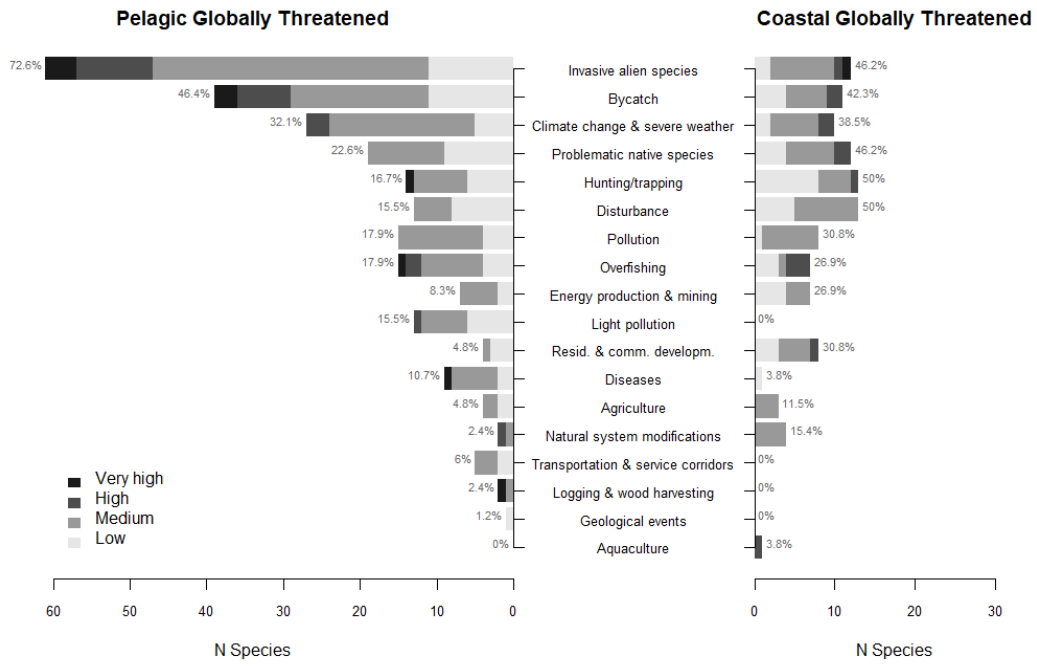 Pelagic Globally Threatened Coastal Globally Threatened
72.6% Invasive alien species 46.2%
46.4% Bycatch 42.3%
32.1% Climate change & severe weather 38.5%
22.6% Problematic native species 46.2%
16.7% Hunting/trapping 50%
15.5% Disturbance 50%
17.9% Pollution 30.8%
17.9% Overfishing 26.9%
8.3% Energy production & mining 26.9%
15.5% Light pollution 0%
4.8% Resid. & comm. developm. 30.8%
10.7% Diseases 3.8%
4.8% Agriculture 11.5%
2.4% Natural system modifications 15.4%
6% Transportation & service corridors 0%
2.4% Logging & wood harvesting 0%
1.2% Geological events 0%
0% Aquaculture 3.8%
Very high
High
Medium
Low
60 50 40 30 20 10 0 0 10 20 30
N Species N Species